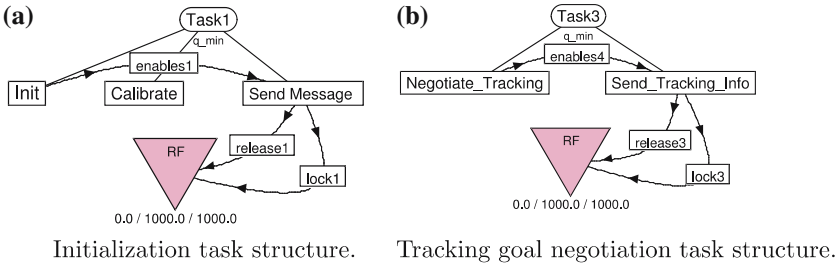 (a)
Task1
q_min
enables1
Init
Calibrate
Send Message
RF
release1
lock1
0.0 / 1000.0 / 1000.0
Initialization task structure.
(b)
Task3
q_min
enables4
Negotiate_Tracking
Send_Tracking_Info
RF
release3
lock3
0.0 / 1000.0 / 1000.0
Tracking goal negotiation task structure.